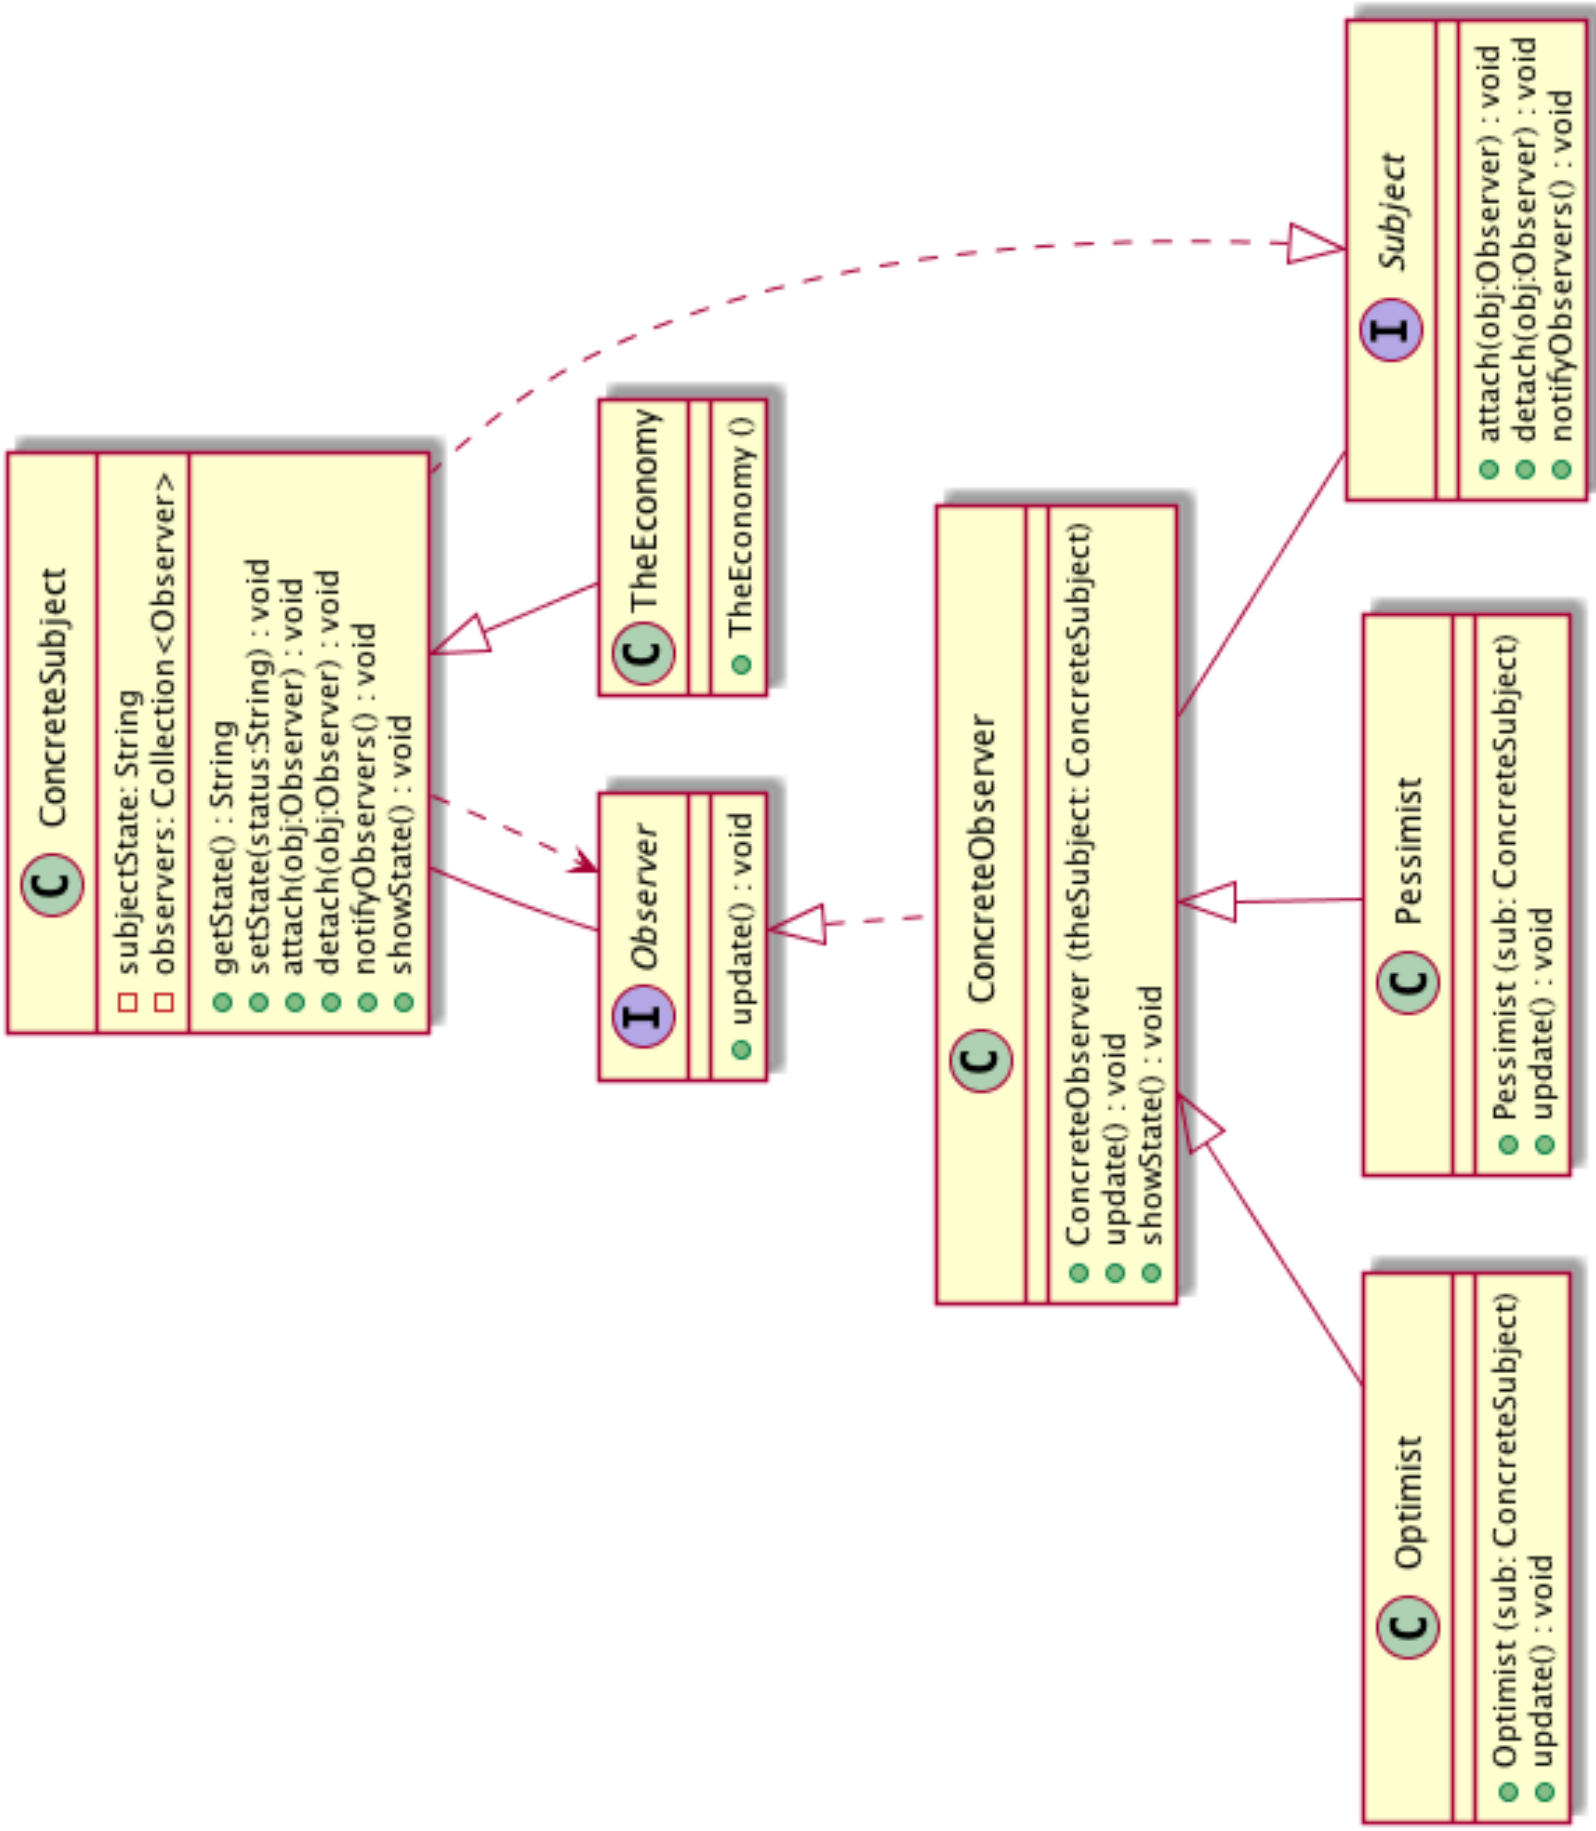 C ConcreteSubject
subjectState: String
observers: Collection<Observer>
getState() : String
setState(status:String) : void
attach(obj:Observer) : void
detach(obj:Observer) : void
notifyObservers() : void
showState() : void
I Observer
update() : void
C TheEconomy
TheEconomy ()
C ConcreteObserver
ConcreteObserver (theSubject: ConcreteSubject)
update() : void
showState() : void
C Optimist
Optimist (sub: ConcreteSubject)
update() : void
C Pessimist
Pessimist (sub: ConcreteSubject)
update() : void
I Subject
attach(obj:Observer) : void
detach(obj:Observer) : void
notifyObservers() : void